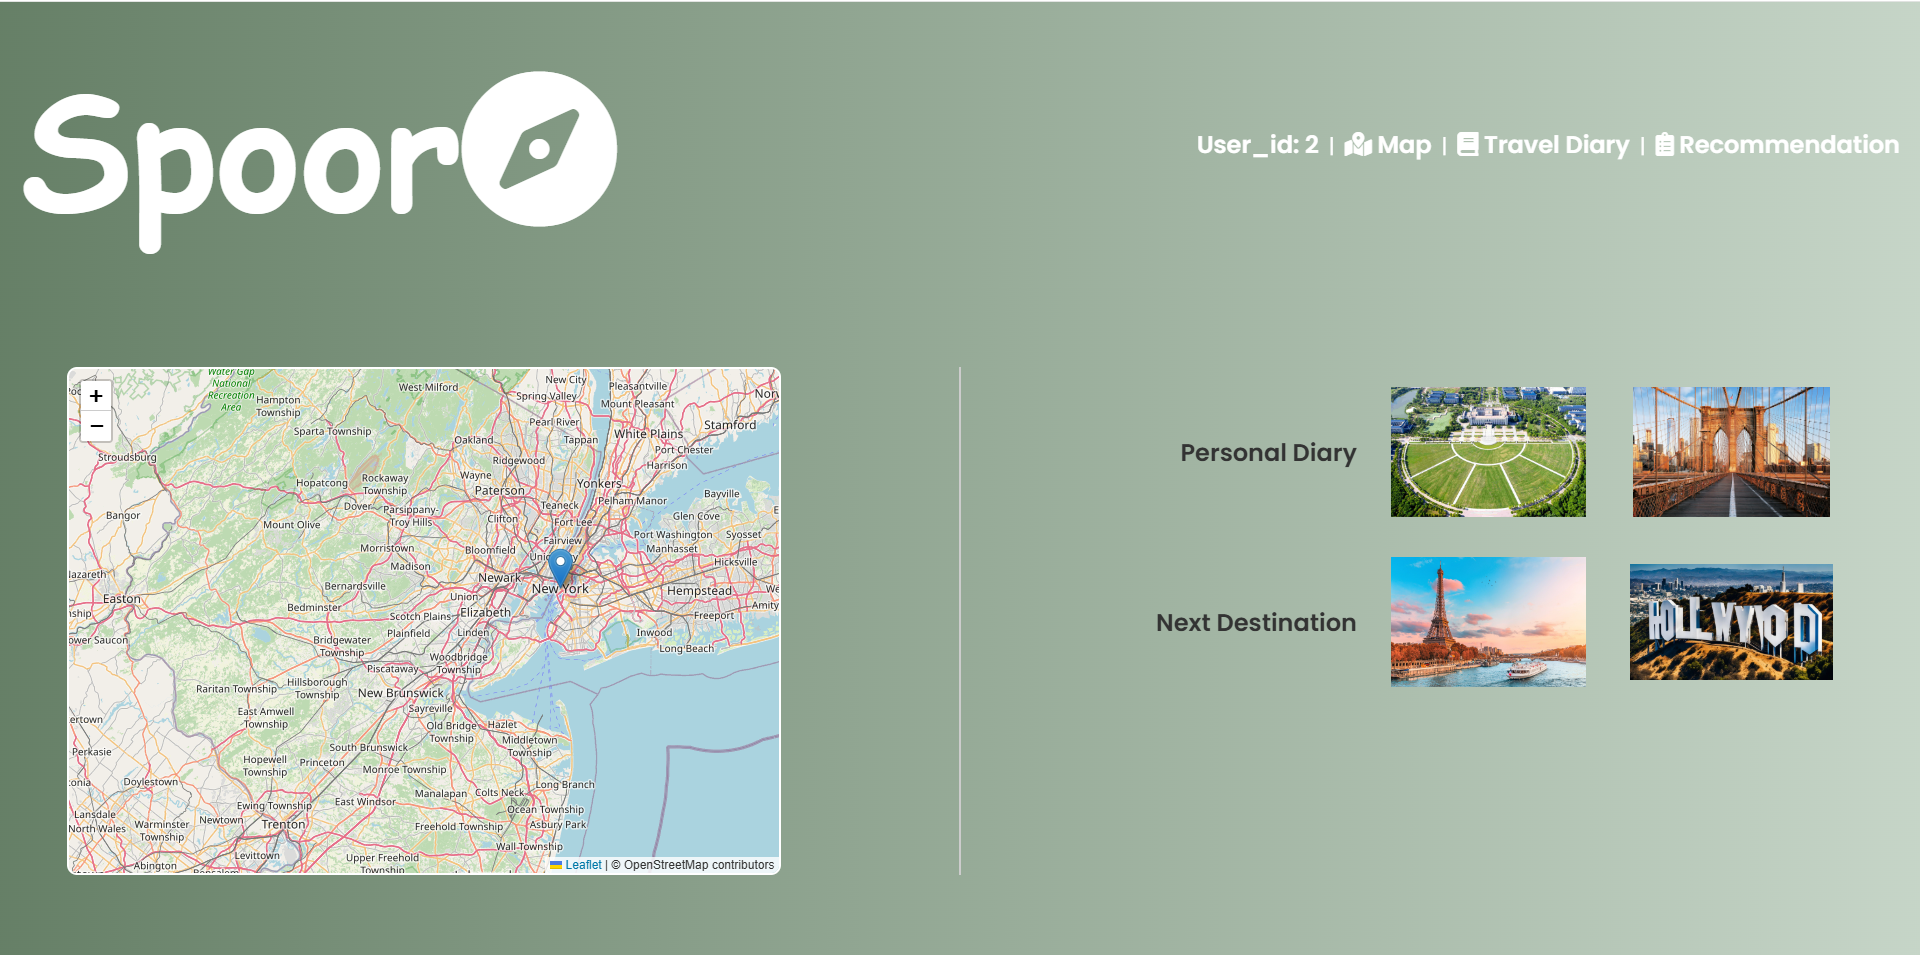 Spoor
User_id: 2 | Map | Travel Diary | Recommendation
+
−
Water Gap
National
Recreation
Area
Hampton
Township
West Milford
New City
Spring Valley
Pleasantville
Mount Pleasant
Pearl River
Tappan
Sparta Township
Oakland
White Plains
Stamford
Port Chester
Harrison
Stroudsburg
Ridgewood
Wayne
Hopatcong
Rockaway
Township
Paterson
Yonkers
Pelham Manor
Bayville
Dover
Parsippany-
Troy Hills
Teaneck
Fort Lee
Clifton
Glen Cove
Bangor
Mount Olive
Port Washington
Syosset
Fairview
Manhasset
Morristown
Bloomfield
Madison
Hicksville
Newark
New York
Bernardsville
Hempstead
Easton
Union
Bedminster
Elizabeth
Scotch Plains
Freeport
Amity
Plainfield
Linden
Inwood
Long Beach
Bridgewater
Township
Woodbridge
Township
Piscataway
Raritan Township
Hillsborough
Township
New Brunswick
Sayreville
East Amwell
Township
Old Bridge
Township
Hazlet
Middletown
Township
South Brunswick
Perkasie
Hopewell
Township
Princeton
Monroe Township
Doylestown
Long Branch
Manalapan
Colts Neck
East Windsor
Ewing Township
Ocean Township
Lansdale
North Wales
Warminster
Township
Newtown
Trenton
Freehold Township
Asbury Park
Wall Township
Levittown
Upper Freehold
Township
Abington
Leaflet | © OpenStreetMap contributors
Personal Diary
Next Destination
HOLLWYVOD